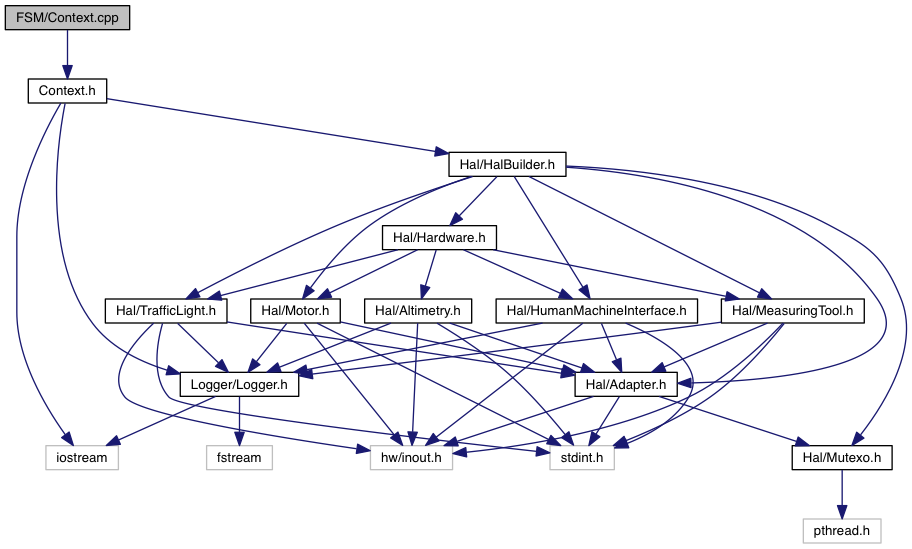 FSM/Context.cpp
Context.h
Hal/HalBuilder.h
Hal/Hardware.h
Hal/TrafficLight.h
Hal/Motor.h
Hal/Altimetry.h
Hal/HumanMachineInterface.h
Hal/MeasuringTool.h
Logger/Logger.h
Hal/Adapter.h
iostream
fstream
hw/inout.h
stdint.h
Hal/Mutexo.h
pthread.h